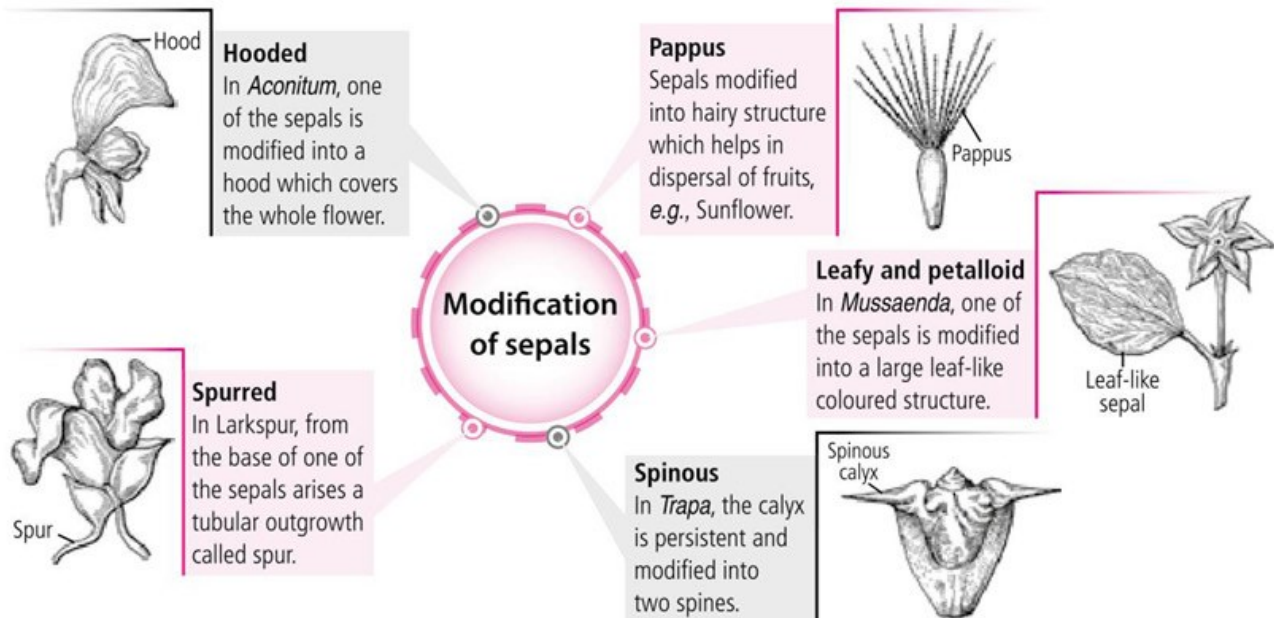 Hood
Hooded
In Aconitum, one
of the sepals is
modified into a
hood which covers
the whole flower.
Pappus
Sepals modified
into hairy structure
which helps in
dispersal of fruits,
e.g., Sunflower.
Pappus
Modification
of sepals
Leafy and petalloid
In Mussaenda, one of
the sepals is modified
into a large leaf-like
coloured structure.
Leaf-like
sepal
Spurred
In Larkspur, from
the base of one of
the sepals arises a
tubular outgrowth
called spur.
Spur
Spinous
In Trapa, the calyx
is persistent and
modified into
two spines.
Spinous
calyx